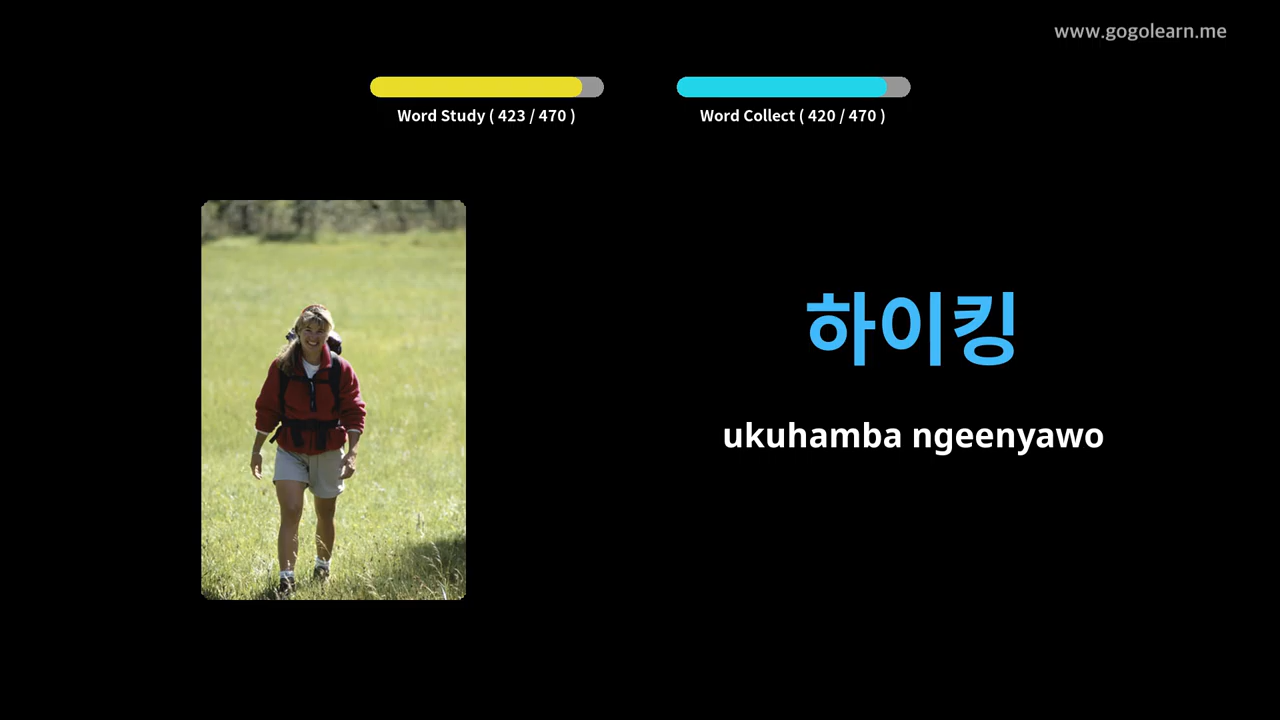 www.gogolearn.me
Word Study ( 423 / 470 )
Word Collect ( 420 / 470 )
하이킹
ukuhamba ngeenyawo